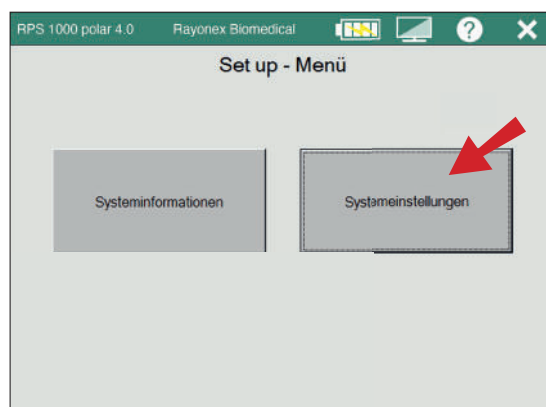 RPS 1000 polar 4.0 Rayonex Biomedical
Set up - Menü
Systeminformationen Systemeinstellungen